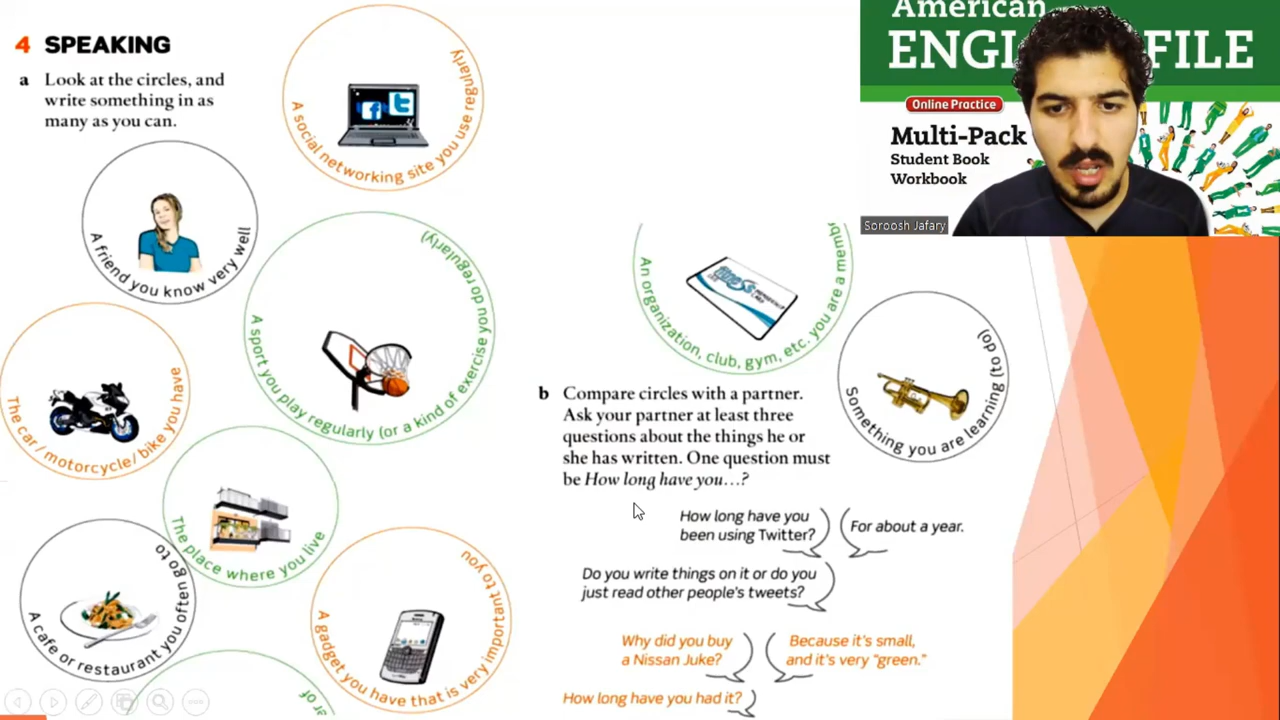 4 SPEAKING
a Look at the circles, and
write something in as
many as you can.
A social networking site you use regularly
A friend you know very well
A sport you play regularly (or a kind of exercise you do regularly)
The car / motorcycle / bike you have
The place where you live
A cafe or restaurant you often go to
A gadget you have that is very important to you
An organization, club, gym, etc. you are a memb
Something you are learning (to do)
b Compare circles with a partner.
Ask your partner at least three
questions about the things he or
she has written. One question must
be How long have you...?
How long have you
been using Twitter?
For about a year.
Do you write things on it or do you
just read other people's tweets?
Why did you buy
a Nissan Juke?
Because it's small,
and it's very "green."
How long have you had it?
American
ENGL FILE
Online Practice
Multi-Pack
Student Book
Workbook
Soroosh Jafary